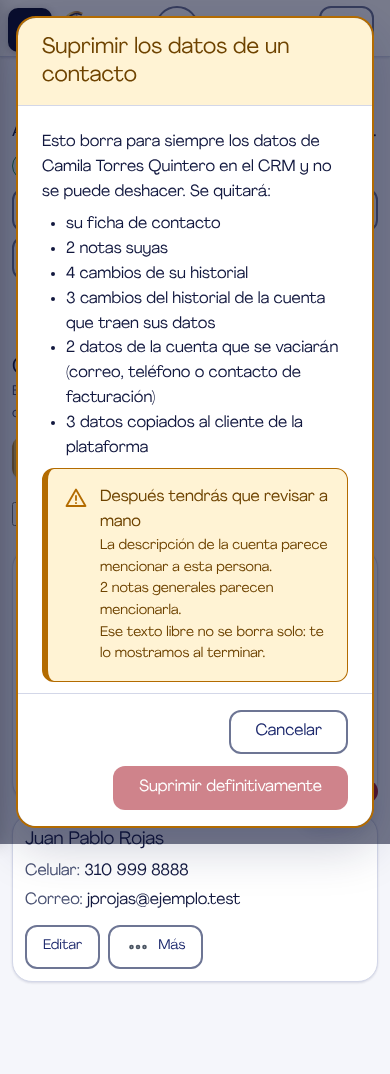 Suprimir los datos de un
contacto
Esto borra para siempre los datos de
Camila Torres Quintero en el CRM y no
se puede deshacer. Se quitará:
• su ficha de contacto
• 2 notas suyas
• 4 cambios de su historial
• 3 cambios del historial de la cuenta
que traen sus datos
• 2 datos de la cuenta que se vaciarán
(correo, teléfono o contacto de
facturación)
• 3 datos copiados al cliente de la
plataforma
Después tendrás que revisar a
mano
La descripción de la cuenta parece
mencionar a esta persona.
2 notas generales parecen
mencionarla.
Ese texto libre no se borra solo: te
lo mostramos al terminar.
Cancelar
Suprimir definitivamente
Juan Pablo Rojas
Celular: 310 999 8888
Correo: jprojas@ejemplo.test
Editar
Más